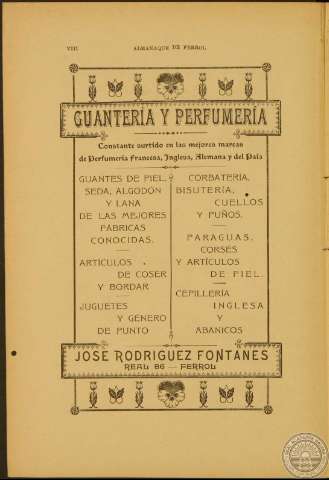 VIII
ALMANAQUE DE FERROL
GUANTERÍA Y PERFUMERÍA
Constante surtido en las mejores marcas
de Perfumería Francesa, Inglesa, Alemana y del País
GUANTES DE PIEL,
SEDA, ALGODÓN
Y LANA
DE LAS MEJORES
FÁBRICAS
CONOCIDAS.
ARTÍCULOS
DE COSER
Y BORDAR
JUGUETES
Y GÉNERO
DE PUNTO
CORBATERÍA,
BISUTERÍA,
CUELLOS
Y PUÑOS.
PARAGUAS,
CORSÉS
Y ARTÍCULOS
DE PIEL.
CEPILLERÍA
INGLESA
Y
ABANICOS
JOSE RODRIGUEZ FONTANES
REAL 86 — FERROL